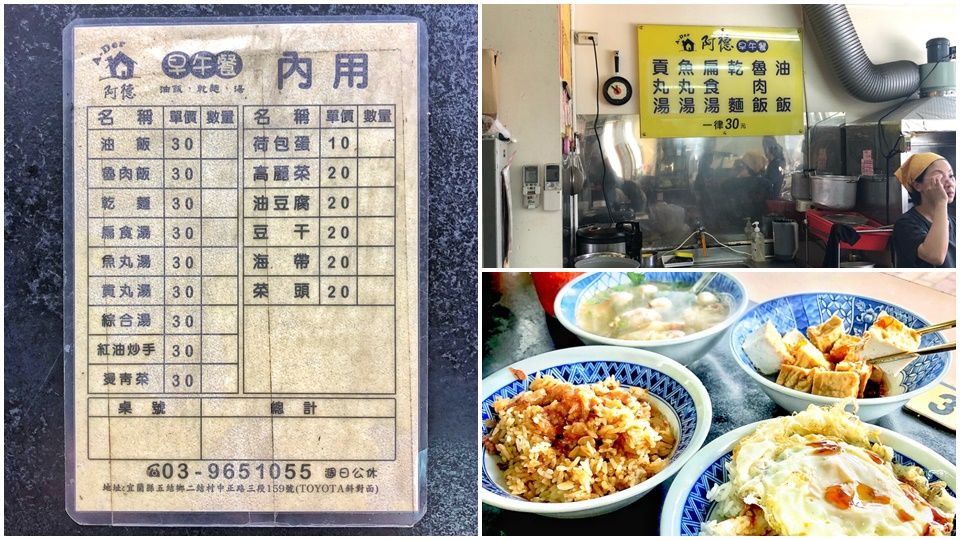 A-Der
阿德
早午餐
油飯·乾麵·湯
內用
名稱 單價 數量 名稱 單價 數量
油飯 30 荷包蛋 10
魯肉飯 30 高麗菜 20
乾麵 30 油豆腐 20
扁食湯 30 豆干 20
魚丸湯 30 海帶 20
貢丸湯 30 菜頭 20
綜合湯 30
紅油炒手 30
燙青菜 30
桌號 總計
☎03-9651055 週日公休
地址:宜蘭縣五結鄉二結村中正路三段159號(TOYOTA斜對面)
A-Der 阿德 早午餐
貢魚扁乾魯油
丸丸食 肉
湯湯湯麵飯飯
一律30元
3